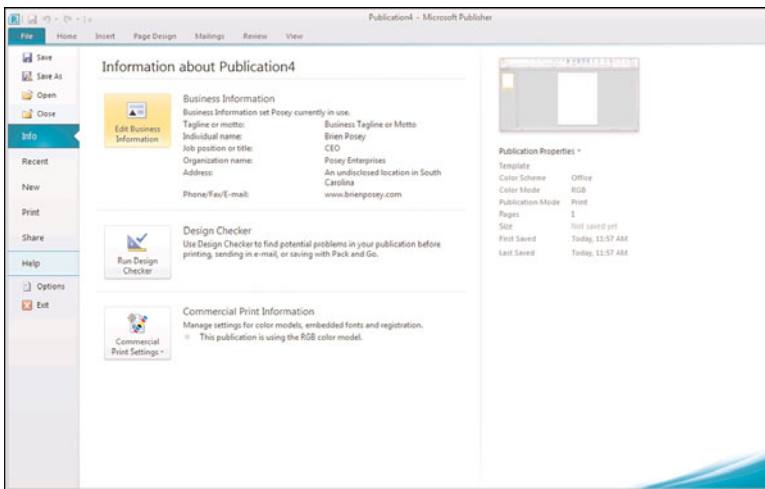 Publication4 - Microsoft Publisher
File Home Insert Page Design Mailings Review View
Save
Save As
Open
Close
Info
Recent
New
Print
Share
Help
Options
Exit
Information about Publication4
Edit Business
Information
Business Information
Business Information set Posey currently in use.
Tagline or motto: Business Tagline or Motto
Individual name: Brien Posey
Job position or title: CEO
Organization name: Posey Enterprises
Address: An undisclosed location in South
Carolina
Phone/Fax/E-mail: www.brienposey.com
Run Design
Checker
Design Checker
Use Design Checker to find potential problems in your publication before
printing, sending in e-mail, or saving with Pack and Go.
Commercial
Print Settings
Commercial Print Information
Manage settings for color models, embedded fonts and registration.
This publication is using the RGB color model.
Publication Properties
Template
Color Scheme Office
Color Mode RGB
Publication Mode Print
Pages 1
Size Not saved yet
First Saved Today, 11:57 AM
Last Saved Today, 11:57 AM